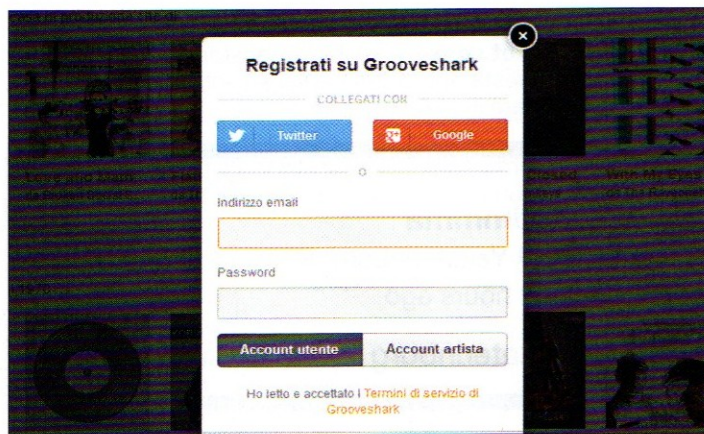 Registrati su Grooveshark
COLLEGATI CON
Twitter
Google
O
Indirizzo email
Password
Account utente
Account artista
Ho letto e accettato i Termini di servizio di
Grooveshark